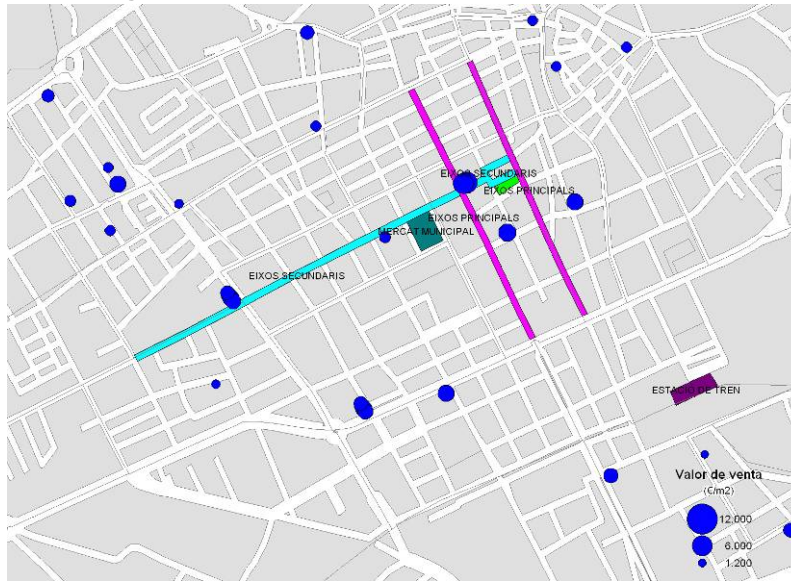 EIXOS SECUNDARIS
EIXOS PRINCIPALS
EIXOS PRINCIPALS
MERCAT MUNICIPAL
EIXOS SECUNDARIS
ESTACIÓ DE TREN
Valor de venta
(€/m2)
12.000
6.000
1.200